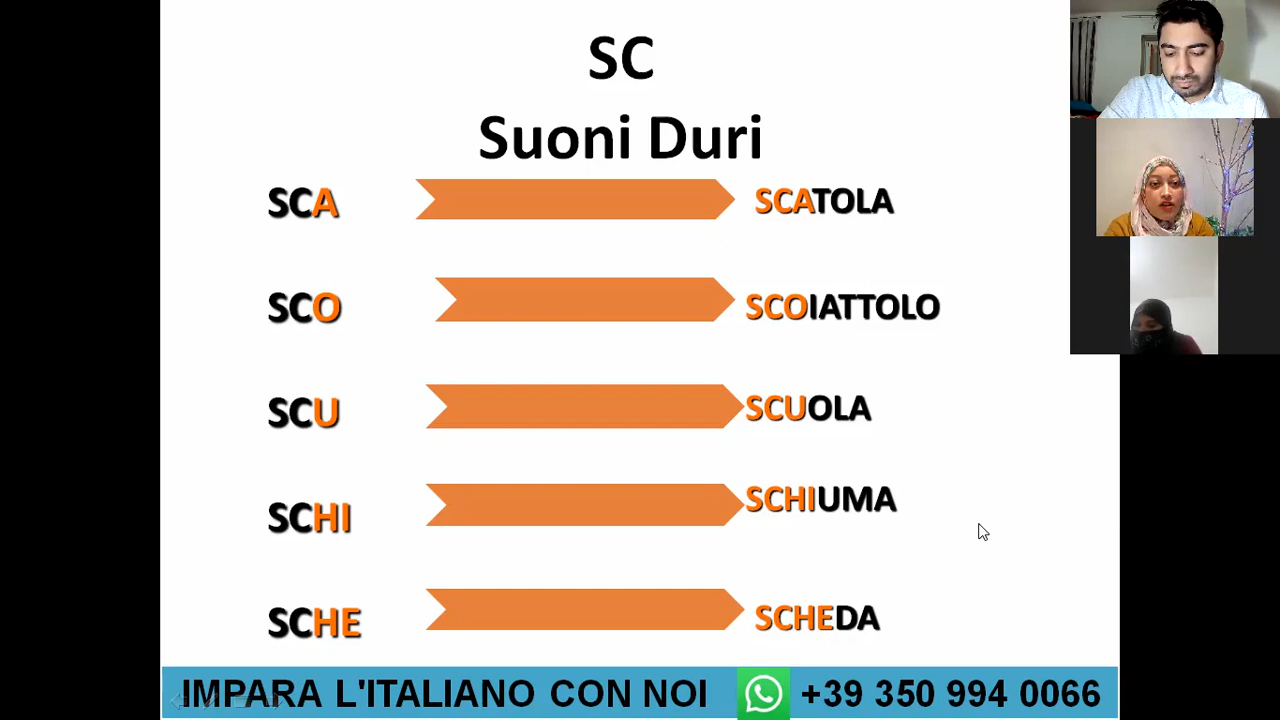 SC
Suoni Duri
SCA SCATOLA
SCO SCOIATTOLO
SCU SCUOLA
SCHI SCHIUMA
SCHE SCHEDA
IMPARA L'ITALIANO CON NOI +39 350 994 0066